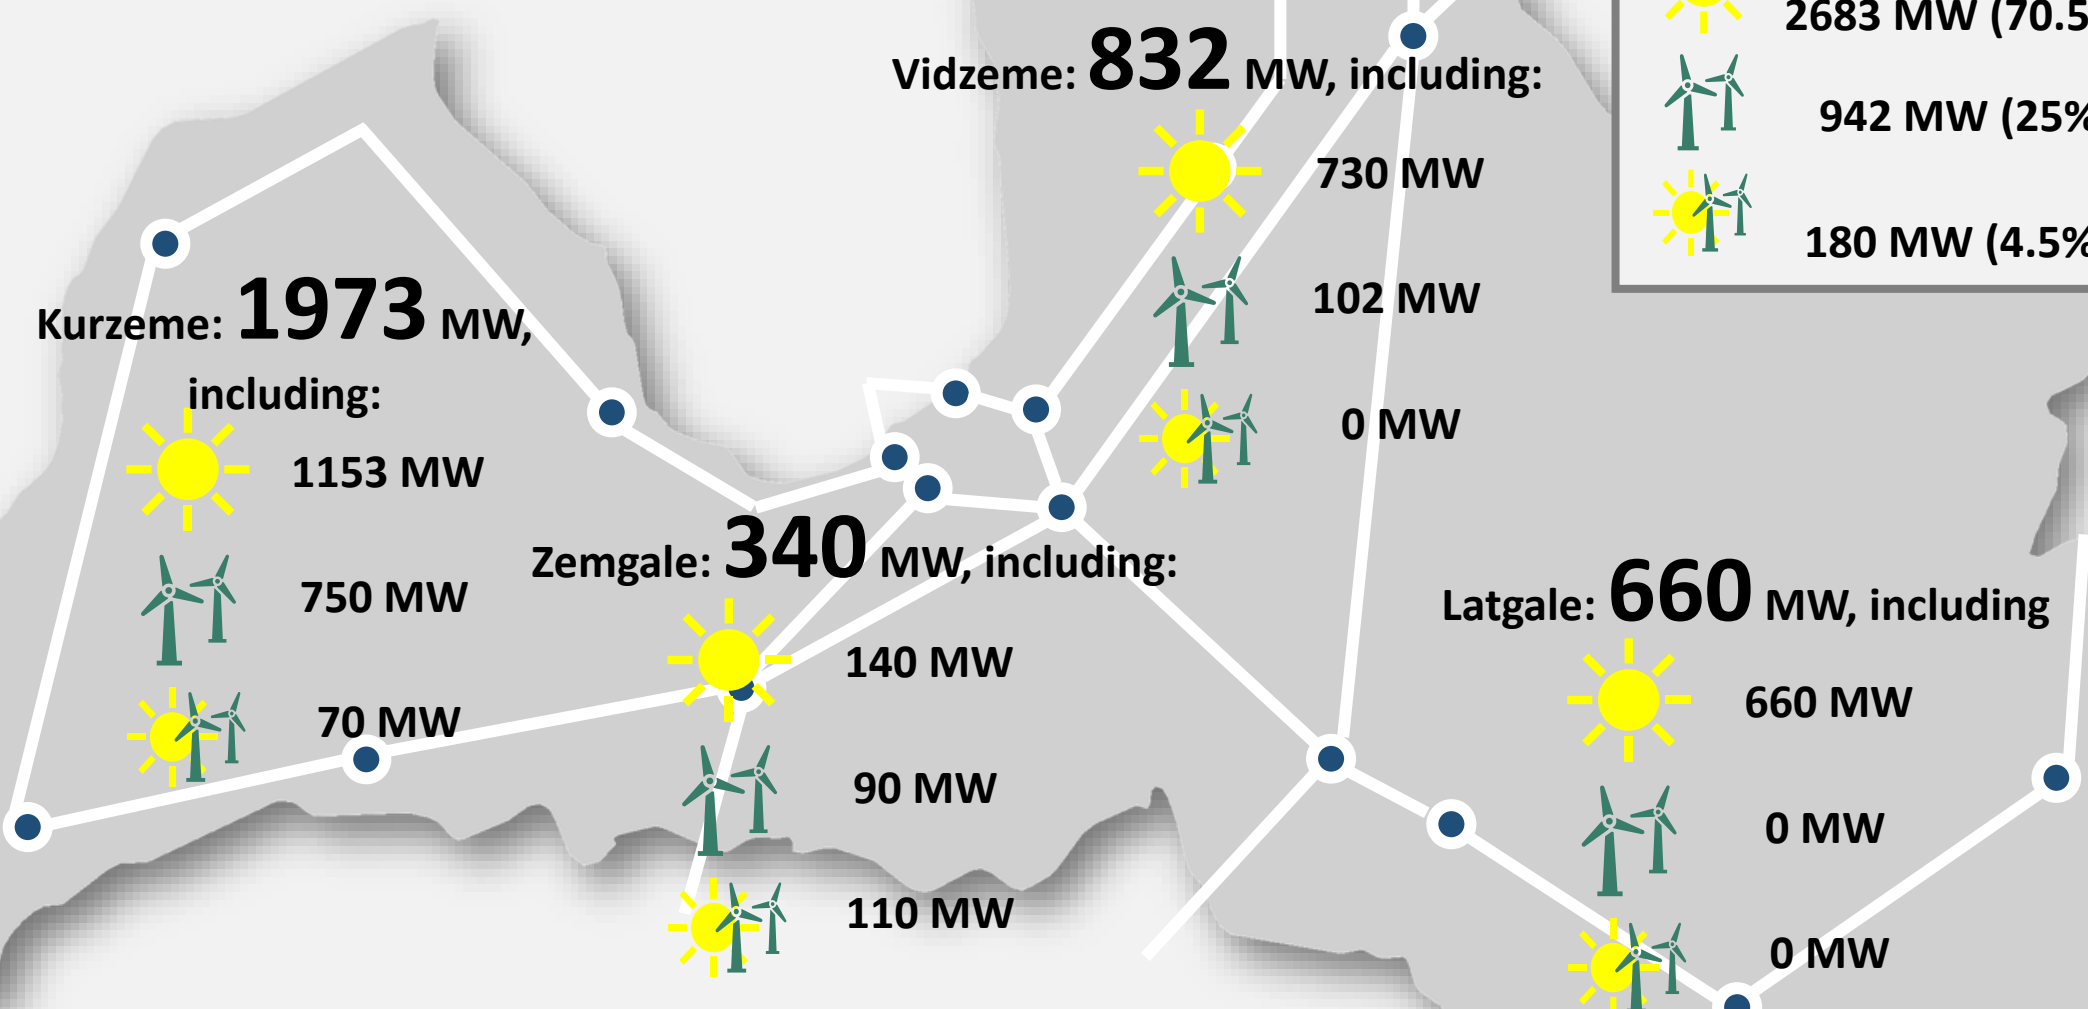 2683 MW (70.5
942 MW (25%
180 MW (4.5%
Vidzeme: 832 MW, including:
730 MW
102 MW
0 MW
Kurzeme: 1973 MW,
including:
1153 MW
750 MW
70 MW
Zemgale: 340 MW, including:
140 MW
90 MW
110 MW
Latgale: 660 MW, including
660 MW
0 MW
0 MW